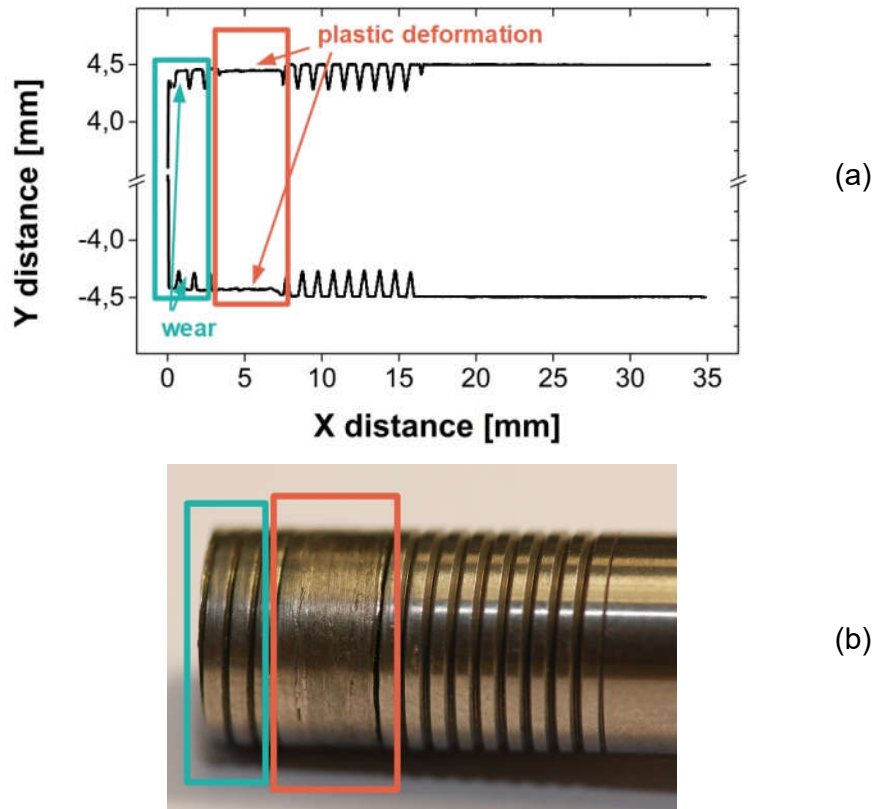 plastic deformation
4,5
4,0
-4,0
-4,5
wear
0 5 10 15 20 25 30 35
X distance [mm]
Y distance [mm]
(a)
(b)